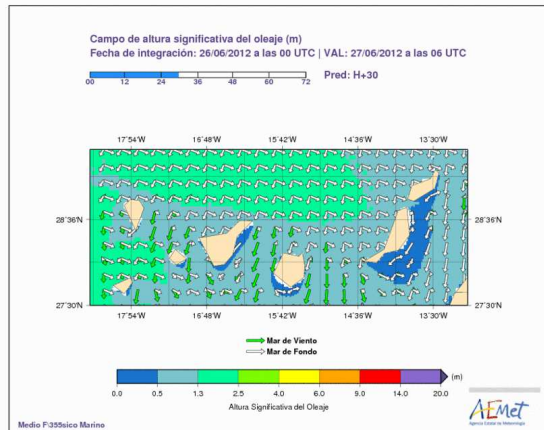 Campo de altura significativa del oleaje (m)
Fecha de integración: 26/06/2012 a las 00 UTC | VAL: 27/06/2012 a las 06 UTC
Pred: H+30
00 12 24 36 48 60 72
17°54'W 16°48'W 15°42'W 14°36'W 13°30'W
28°36'N 28°36'N
27°30'N 27°30'N
17°54'W 16°48'W 15°42'W 14°36'W 13°30'W
Mar de Viento
Mar de Fondo
(m)
0.0 0.5 1.3 2.5 4.0 6.0 9.0 14.0 20.0
Altura Significativa del Oleaje
Medio F\355sico Marino
AEMet
Agencia Estatal de Meteorología